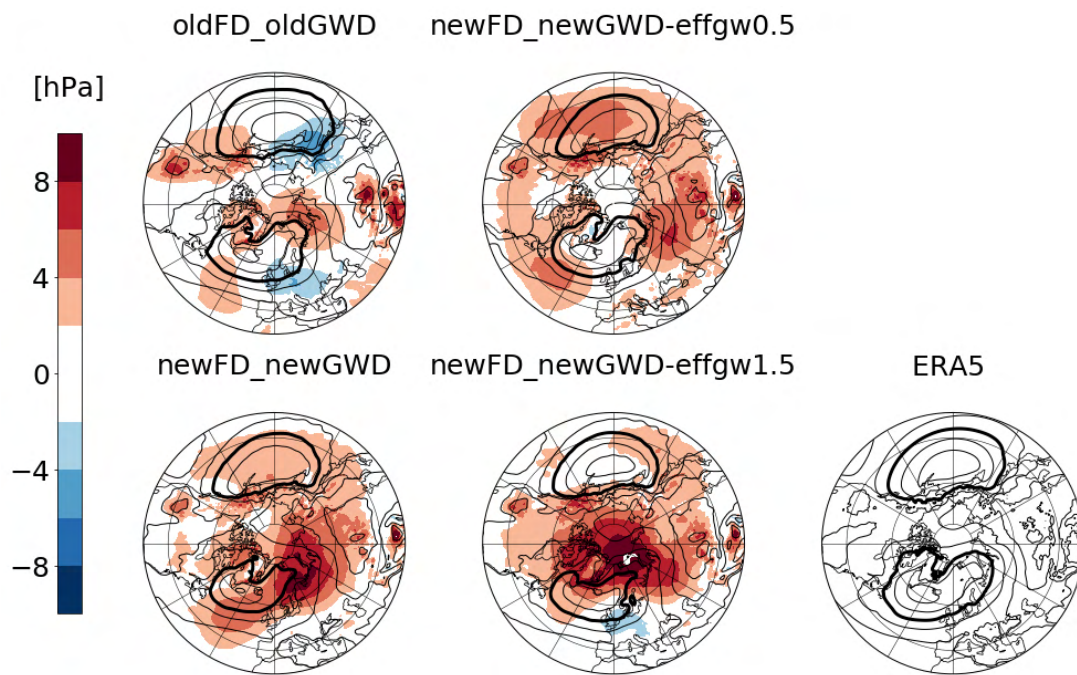 oldFD_oldGWD newFD_newGWD-effgw0.5
[hPa]
8
4
0
−4
−8
newFD_newGWD newFD_newGWD-effgw1.5 ERA5